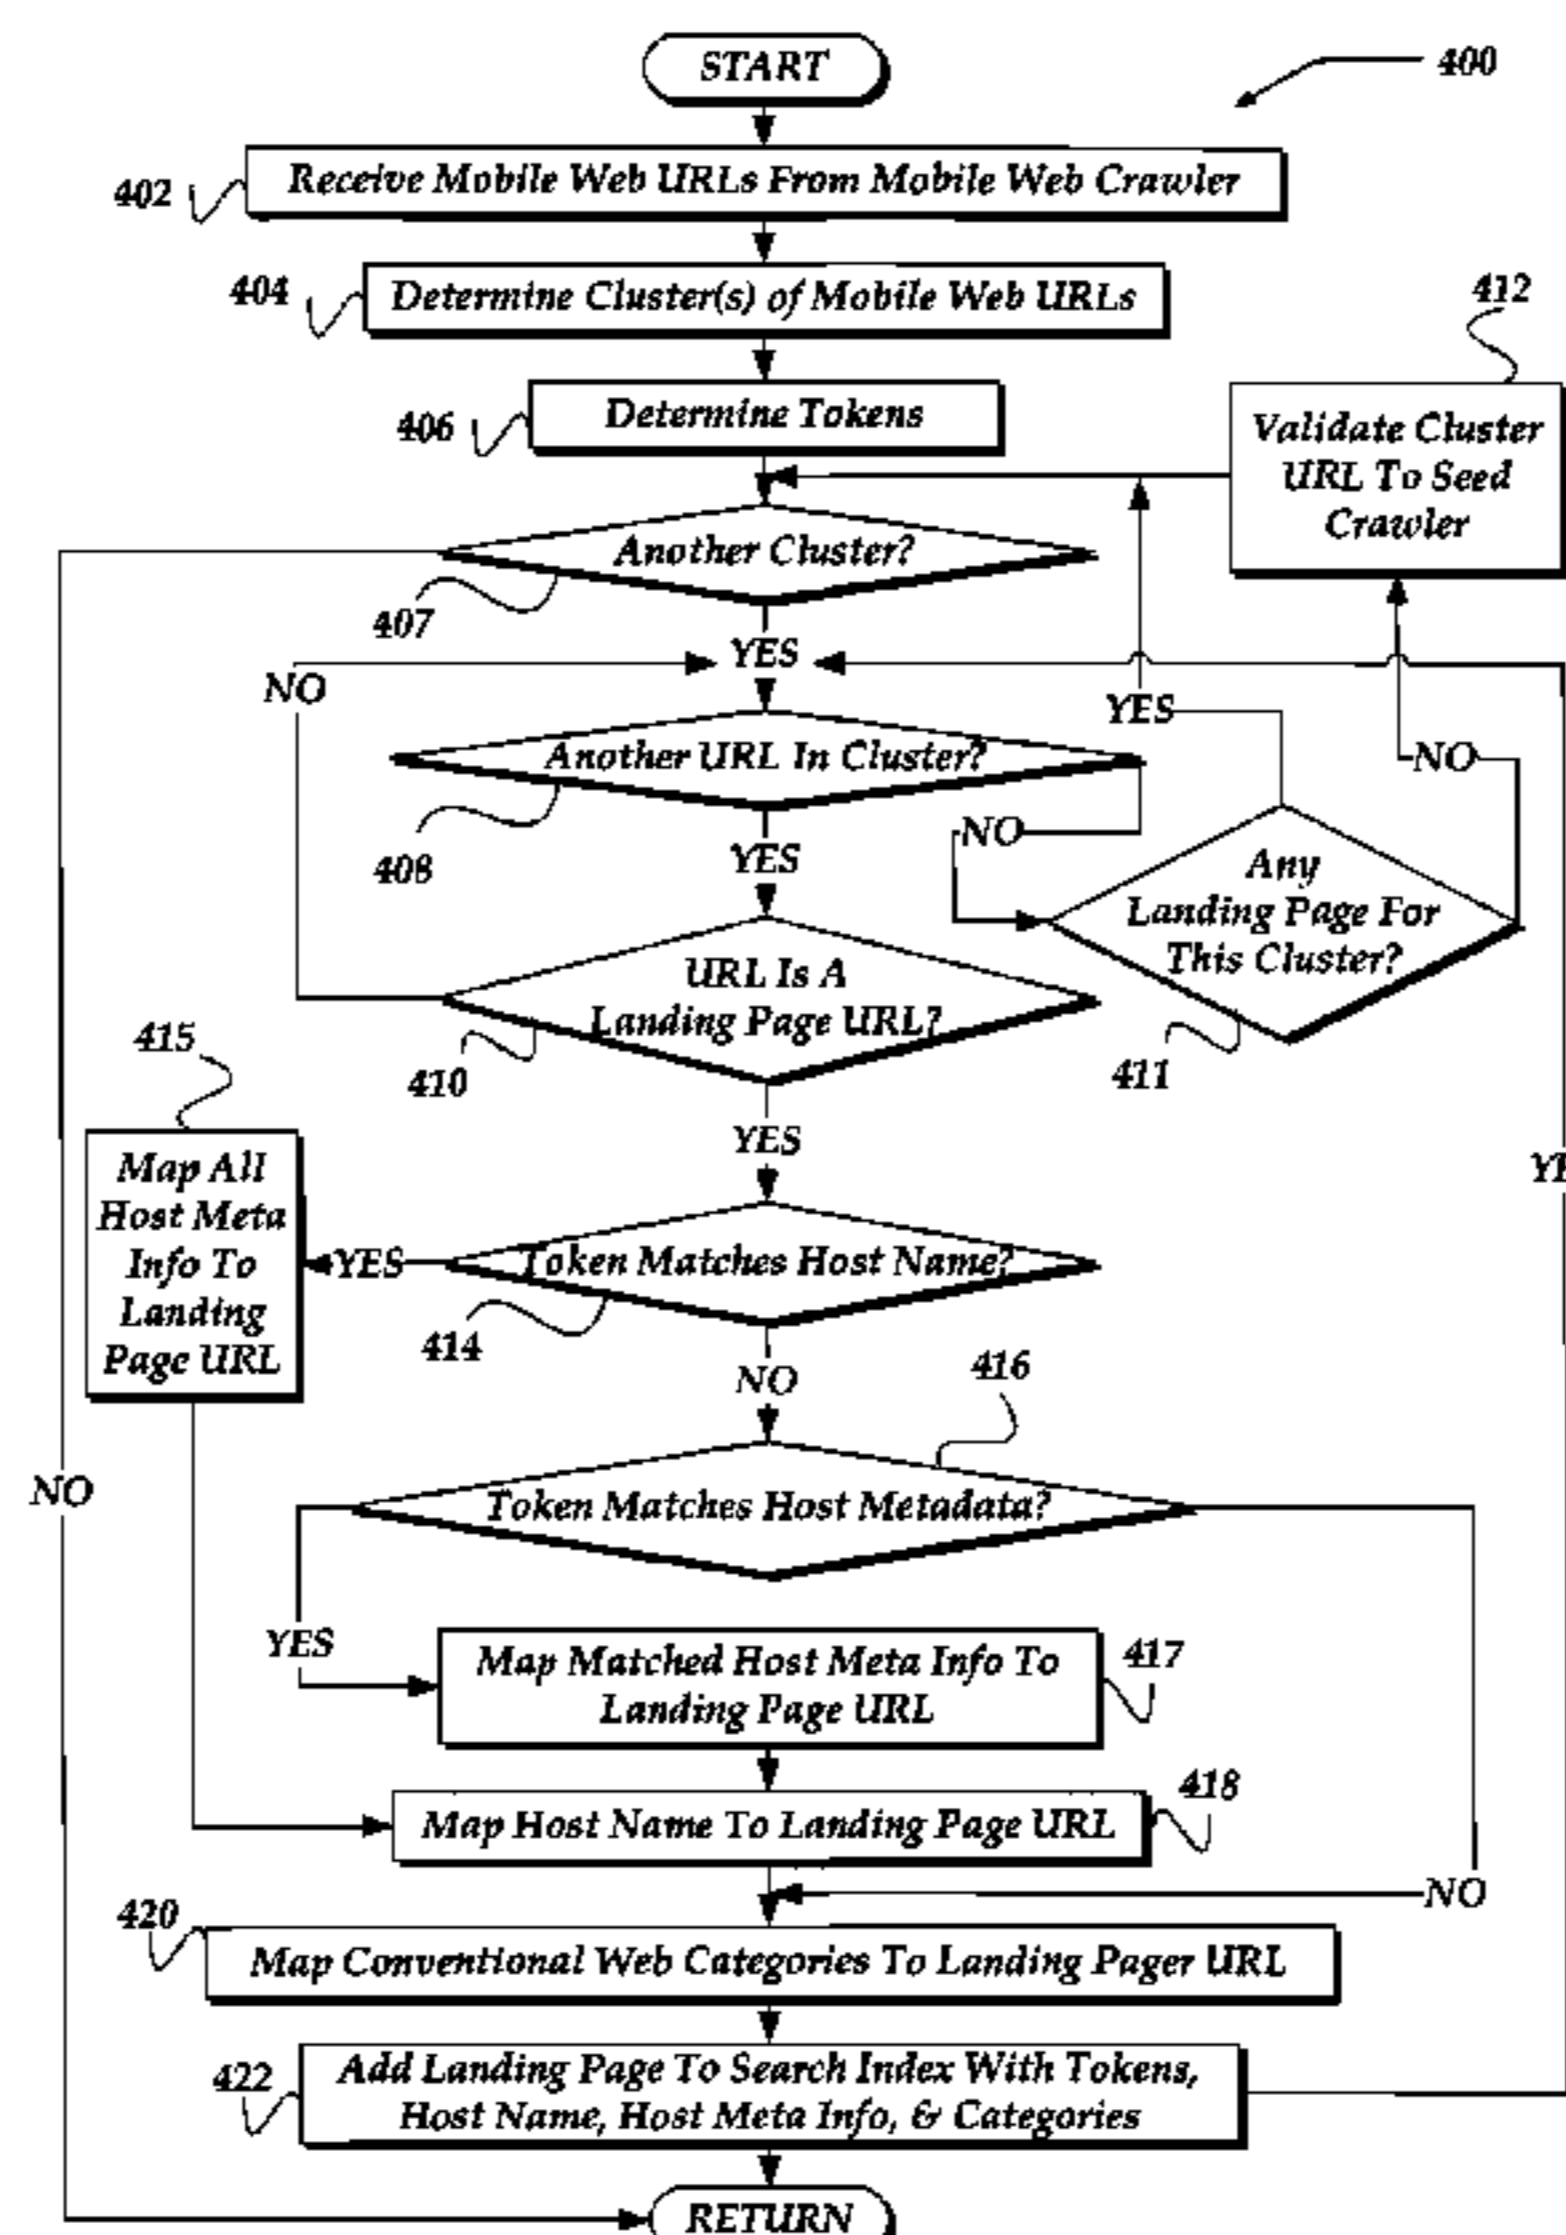 START
400
402
Receive Mobile Web URLs From Mobile Web Crawler
404
Determine Cluster(s) of Mobile Web URLs
412
406
Determine Tokens
Validate Cluster
URL To Seed
Crawler
Another Cluster?
407
YES
NO
YES
NO
Another URL In Cluster?
408
NO
YES
Any
Landing Page For
This Cluster?
411
URL Is A
Landing Page URL?
410
415
YES
YE
Map All
Host Meta
Info To
Landing
Page URL
YES
Token Matches Host Name?
414
NO
416
NO
Token Matches Host Metadata?
YES
Map Matched Host Meta Info To
Landing Page URL
417
418
Map Host Name To Landing Page URL
NO
420
Map Conventional Web Categories To Landing Pager URL
422
Add Landing Page To Search Index With Tokens,
Host Name, Host Meta Info, & Categories
RETURN